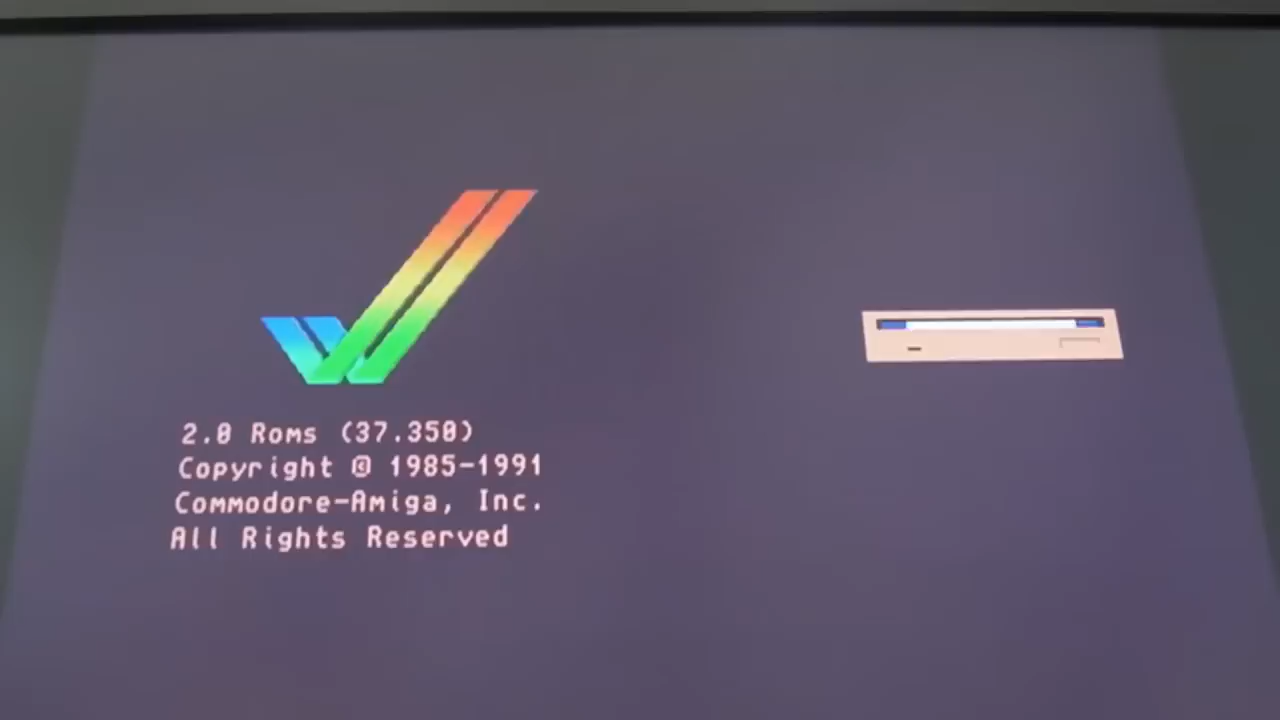 2.0 Roms (37.350)
Copyright © 1985-1991
Commodore-Amiga, Inc.
All Rights Reserved